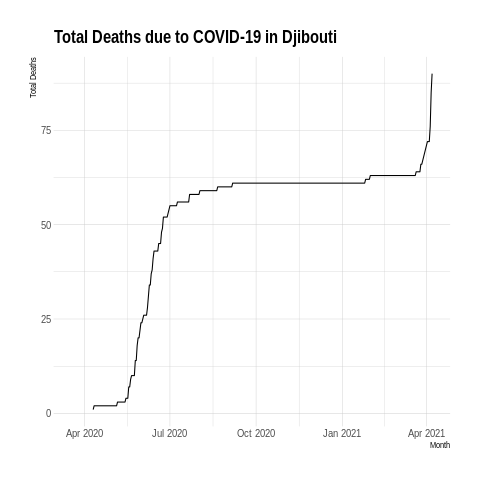 Total Deaths due to COVID-19 in Djibouti
Total Deaths
75
50
25
0
Apr 2020 Jul 2020 Oct 2020 Jan 2021 Apr 2021
Month